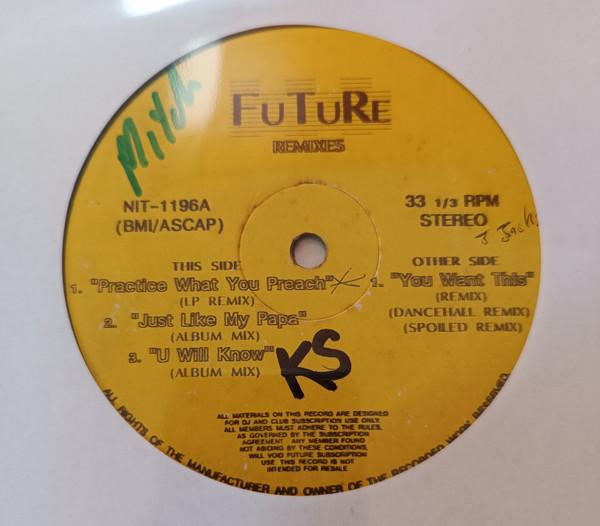 Mitch
FuTuRe
REMIXES
NIT-1196A
(BMI/ASCAP)
33 1/3 RPM
STEREO
THIS SIDE
1. "Practice What You Preach"
(LP REMIX)
2. "Just Like My Papa"
(ALBUM MIX)
3. "U Will Know"
(ALBUM MIX)
KS
OTHER SIDE
1. "You Want This"
(REMIX)
(DANCEHALL REMIX)
(SPOILED REMIX)
ALL MATERIALS ON THIS RECORD ARE DESIGNED
FOR DJ AND CLUB SUBSCRIPTION USE ONLY.
ALL MEMBERS MUST ADHERE TO THE RULES,
AS GOVERNED BY THE SUBSCRIPTION
AGREEMENT. ANY MEMBER FOUND
NOT ABIDING BY THESE CONDITIONS,
WILL VOID FUTURE SUBSCRIPTION
USE. THIS RECORD IS NOT
INTENDED FOR RESALE
ALL RIGHTS OF THE MANUFACTURER AND OWNER OF THE RECORDED WORK RESERVED.